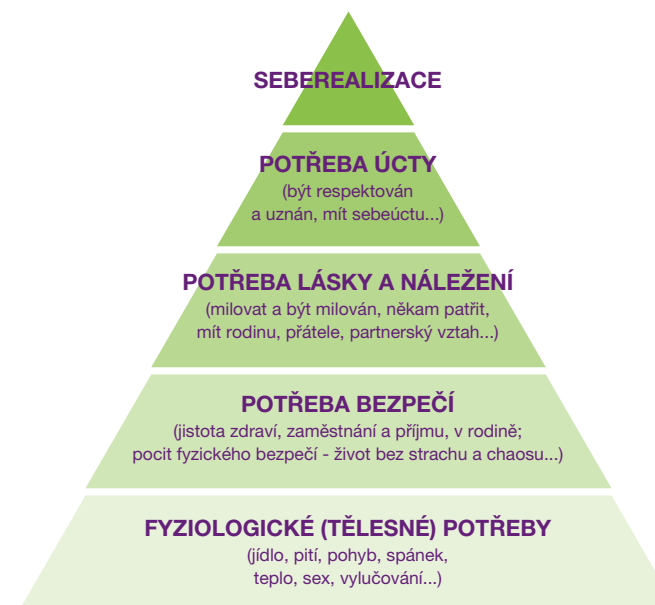 SEBEREALIZACE
POTŘEBA ÚCTY
(být respektován
a uznán, mít sebeúctu...)
POTŘEBA LÁSKY A NÁLEŽENÍ
(milovat a být milován, někam patřit,
mít rodinu, přátele, partnerský vztah...)
POTŘEBA BEZPEČÍ
(jistota zdraví, zaměstnání a příjmu, v rodině;
pocit fyzického bezpečí - život bez strachu a chaosu...)
FYZIOLOGICKÉ (TĚLESNÉ) POTŘEBY
(jídlo, pití, pohyb, spánek,
teplo, sex, vylučování...)